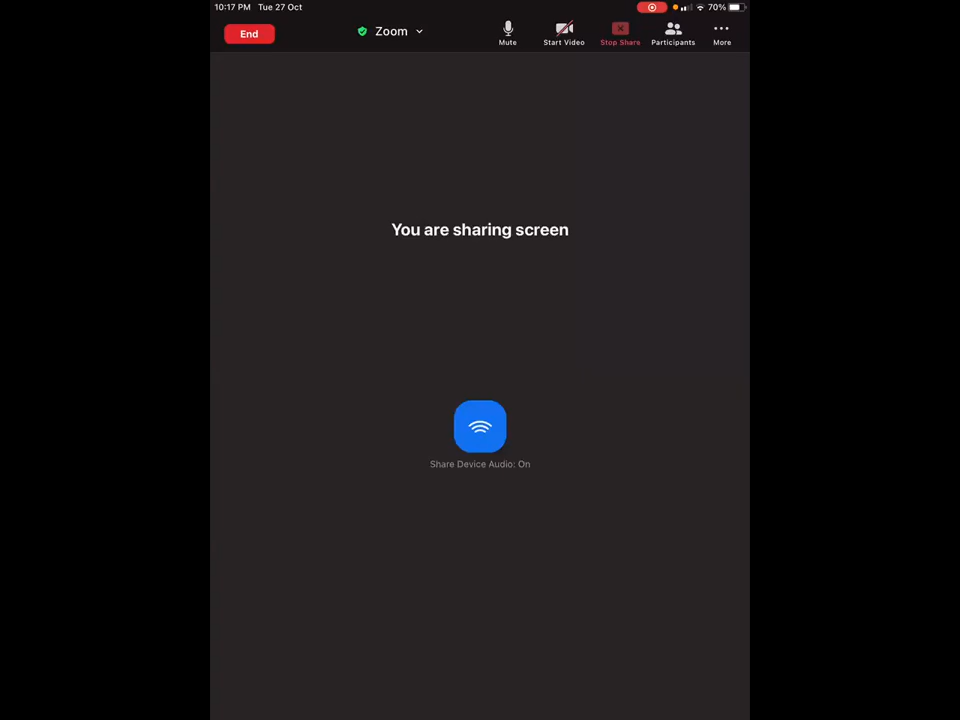 10:17 PM Tue 27 Oct
70%
End
Zoom
Mute
Start Video
Stop Share
Participants
More
You are sharing screen
Share Device Audio: On